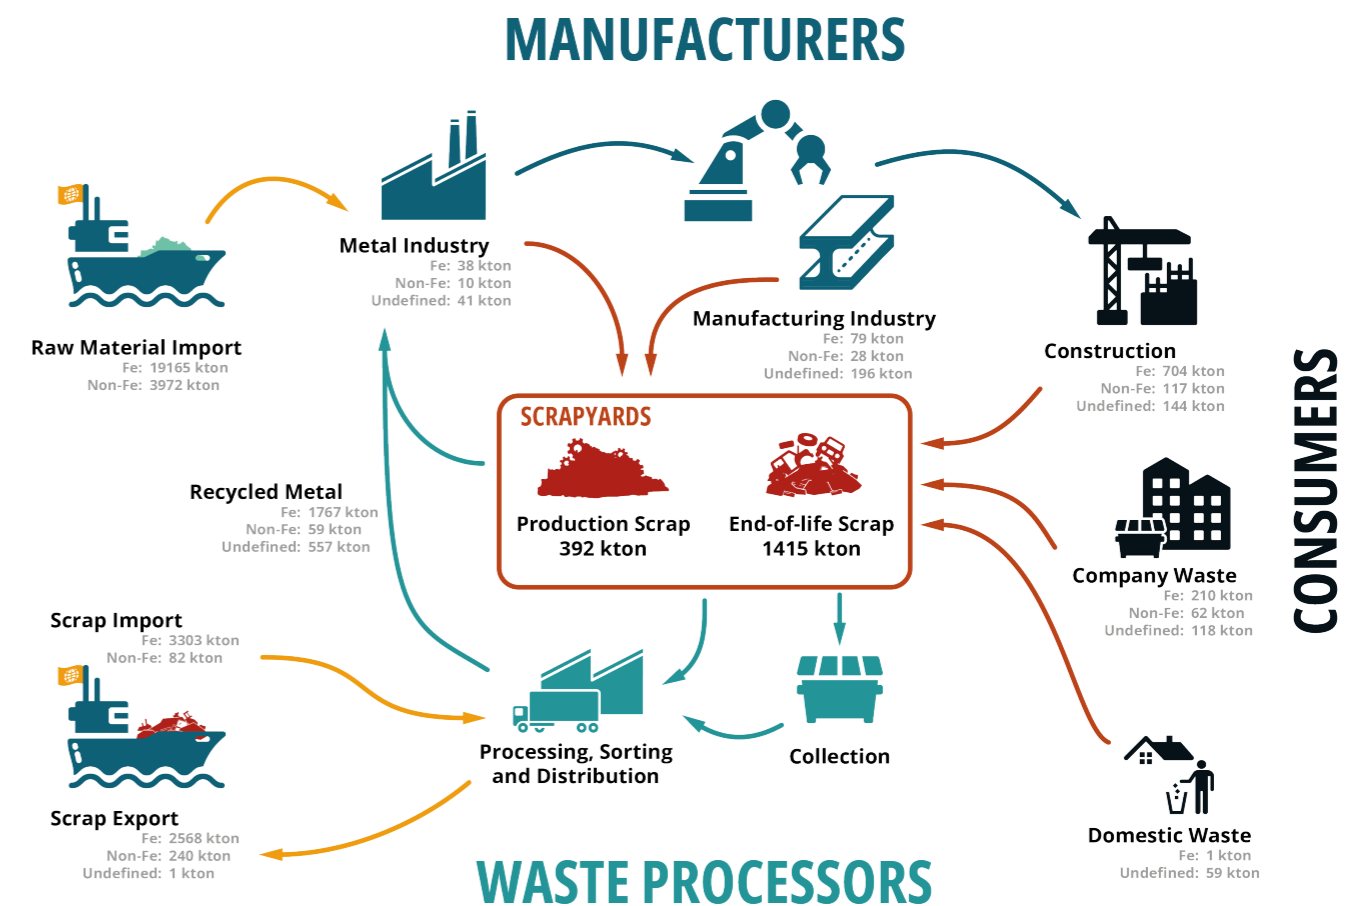 MANUFACTURERS
Metal Industry
Fe: 38 kton
Non-Fe: 10 kton
Undefined: 41 kton
Manufacturing Industry
Fe: 79 kton
Non-Fe: 28 kton
Undefined: 196 kton
Raw Material Import
Fe: 19165 kton
Non-Fe: 3972 kton
Construction
Fe: 704 kton
Non-Fe: 117 kton
Undefined: 144 kton
CONSUMERS
SCRAPYARDS
Production Scrap
392 kton
End-of-life Scrap
1415 kton
Recycled Metal
Fe: 1767 kton
Non-Fe: 59 kton
Undefined: 557 kton
Company Waste
Fe: 210 kton
Non-Fe: 62 kton
Undefined: 118 kton
Scrap Import
Fe: 3303 kton
Non-Fe: 82 kton
Processing, Sorting
and Distribution
Collection
Scrap Export
Fe: 2568 kton
Non-Fe: 240 kton
Undefined: 1 kton
Domestic Waste
Fe: 1 kton
Undefined: 59 kton
WASTE PROCESSORS